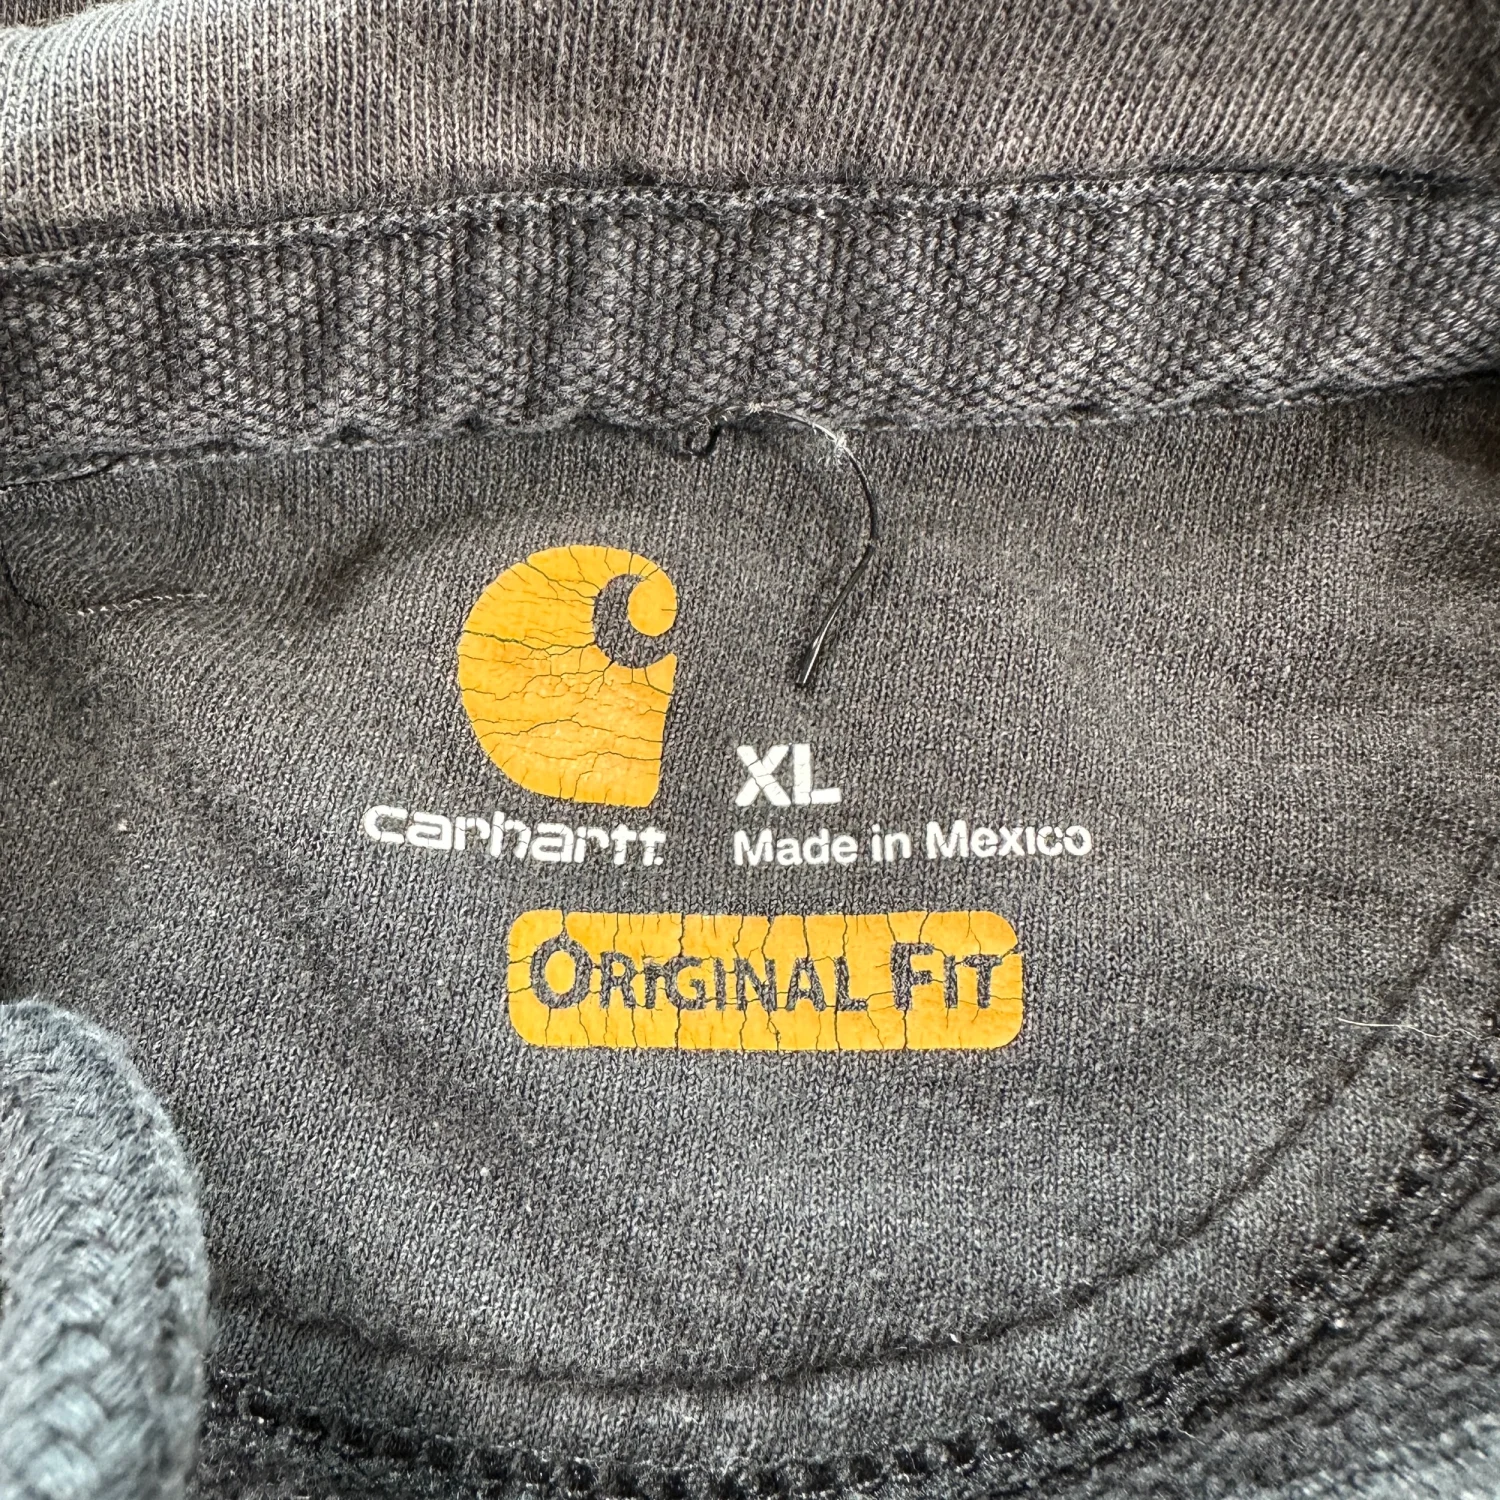 carhartt
XL
Made in Mexico
ORIGINAL FIT